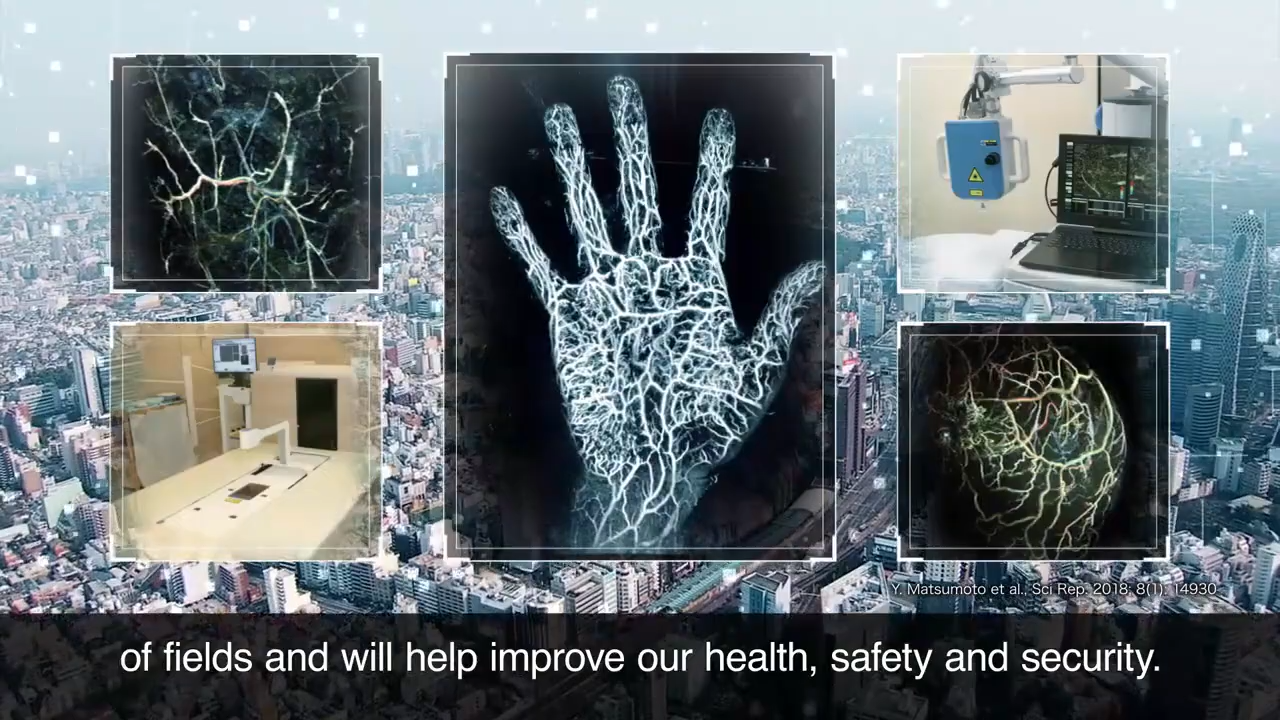 Y. Matsumoto et al., Sci Rep. 2018; 8(1): 14930
of fields and will help improve our health, safety and security.